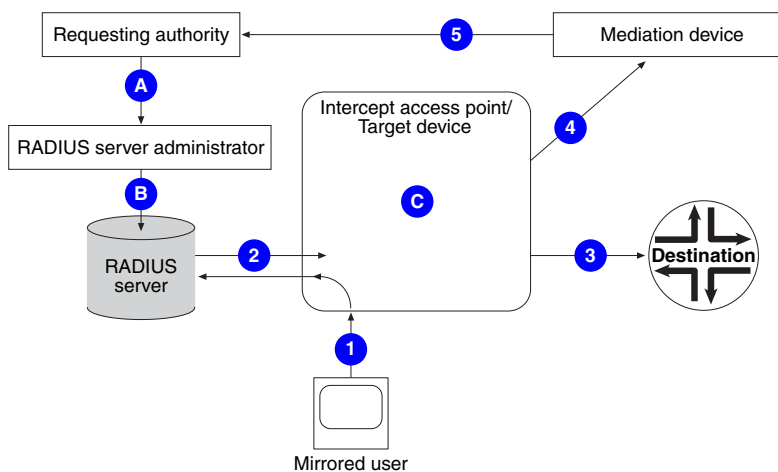 Requesting authority
5
Mediation device
A
Intercept access point/
Target device
4
RADIUS server administrator
B
C
RADIUS
server
2
3
Destination
1
Mirrored user